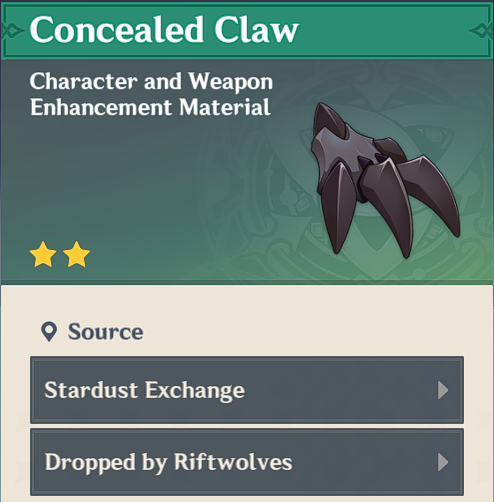 Concealed Claw
Character and Weapon
Enhancement Material
Source
Stardust Exchange
Dropped by Riftwolves